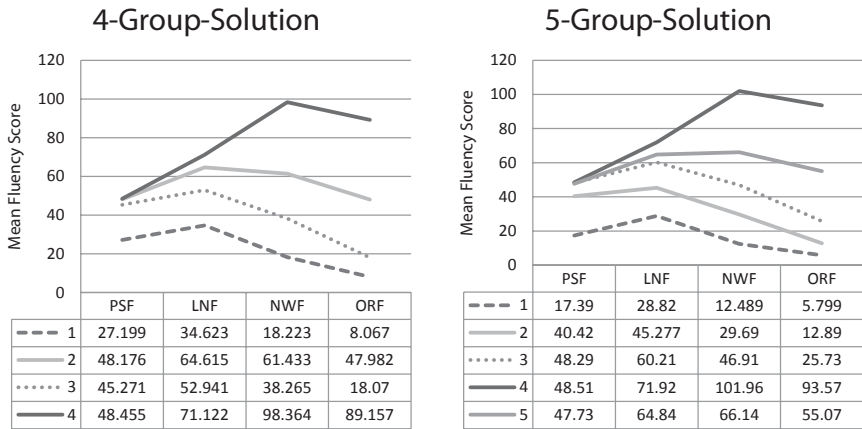 4-Group-Solution
Mean Fluency Score
120
100
80
60
40
20
0
PSF LNF NWF ORF
1 27.199 34.623 18.223 8.067
2 48.176 64.615 61.433 47.982
3 45.271 52.941 38.265 18.07
4 48.455 71.122 98.364 89.157
5-Group-Solution
Mean Fluency Score
120
100
80
60
40
20
0
PSF LNF NWF ORF
1 17.39 28.82 12.489 5.799
2 40.42 45.277 29.69 12.89
3 48.29 60.21 46.91 25.73
4 48.51 71.92 101.96 93.57
5 47.73 64.84 66.14 55.07